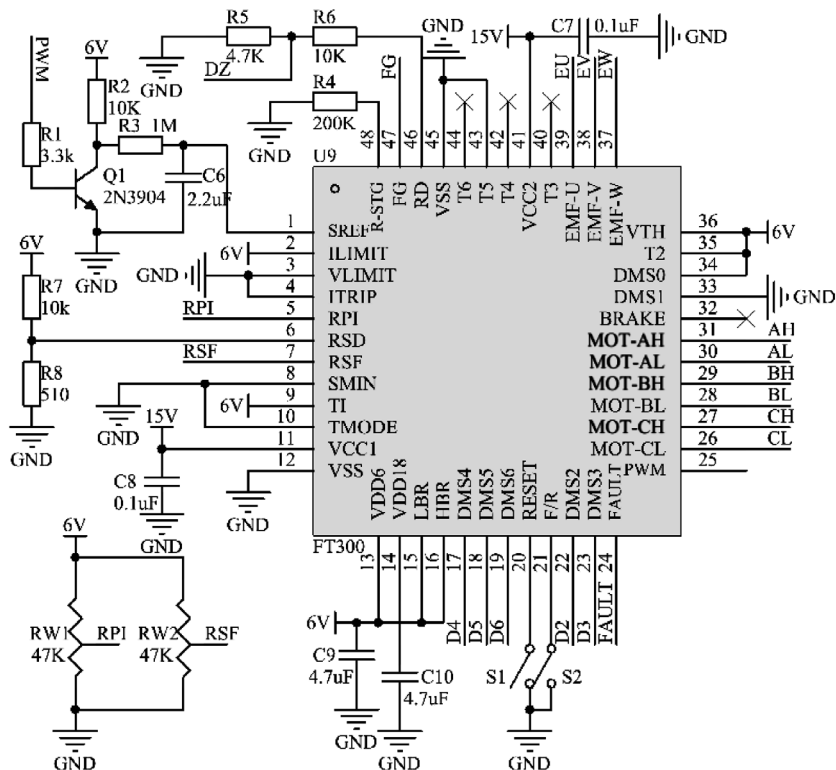 PWM
6V
R2
10K
R1
3.3k
R3 1M
Q1
2N3904
C6
2.2uF
GND
R5
4.7K
R6
10K
DZ
GND
R4
200K
GND
FG
GND
15V
C7 0.1uF
GND
EU
EV
EW
48
47
46
45
44
43
42
41
40
39
38
37
U9
R-STG
FG
RD
VSS
T6
T5
T4
VCC2
T3
EMF-U
EMF-V
EMF-W
1 SREF
6V 2 ILIMIT
GND 3 VLIMIT
4 ITRIP
RPI 5 RPI
6 RSD
RSF 7 RSF
8 SMIN
6V 9 TI
10 TMODE
11 VCC1
12 VSS
VTH 36 6V
T2 35
DMS0 34
DMS1 33 GND
BRAKE 32
MOT-AH 31 AH
MOT-AL 30 AL
MOT-BH 29 BH
MOT-BL 28 BL
MOT-CH 27 CH
MOT-CL 26 CL
PWM 25
6V
R7
10k
R8
510
GND
GND
15V
C8
0.1uF
GND
GND
VDD6
VDD18
LBR
HBR
DMS4
DMS5
DMS6
RESET
F/R
DMS2
DMS3
FAULT
FT300
13
14
15
16
17
18
19
20
21
22
23
24
D4
D5
D6
D2
D3
FAULT
6V
RW1
47K
RPI
RW2
47K
RSF
GND
6V
C9
4.7uF
GND
C10
4.7uF
GND
S1
S2
GND